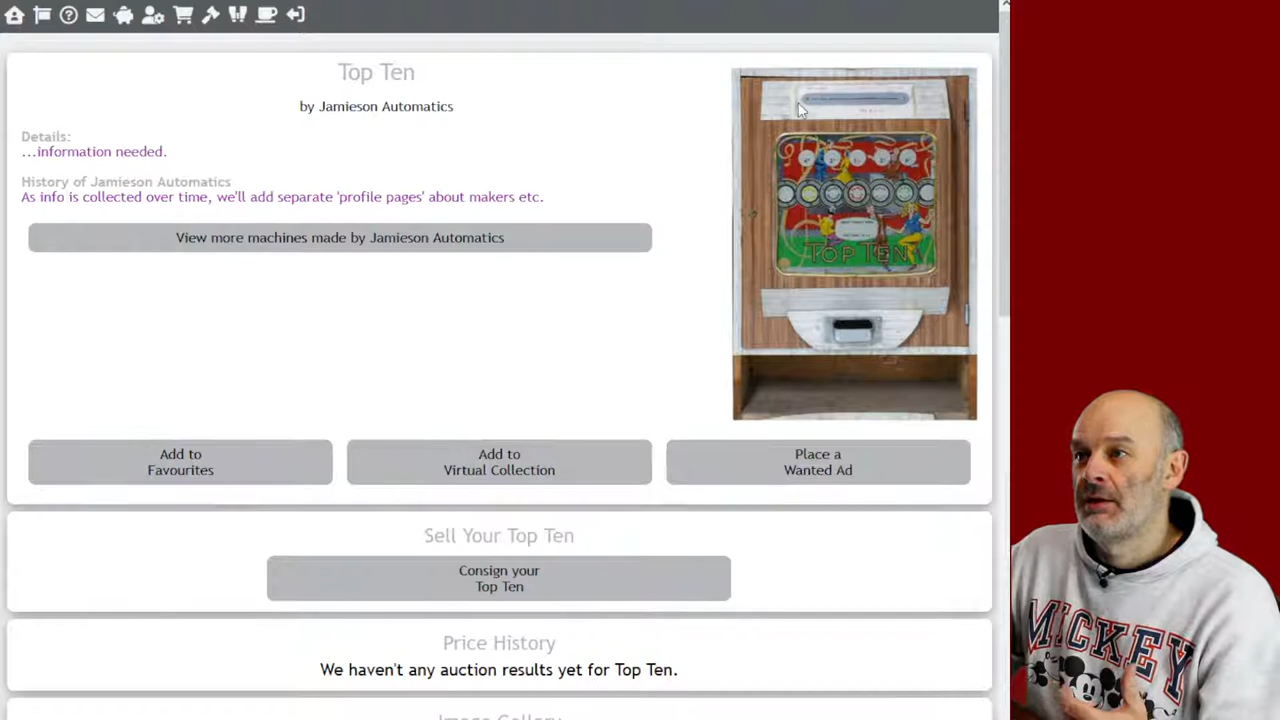 Top Ten
by Jamieson Automatics
Details:
...information needed.
History of Jamieson Automatics
As info is collected over time, we'll add separate 'profile pages' about makers etc.
View more machines made by Jamieson Automatics
TOP TEN
Add to
Favourites
Add to
Virtual Collection
Place a
Wanted Ad
Sell Your Top Ten
Consign your
Top Ten
Price History
We haven't any auction results yet for Top Ten.
Image Gallery
MICKEY